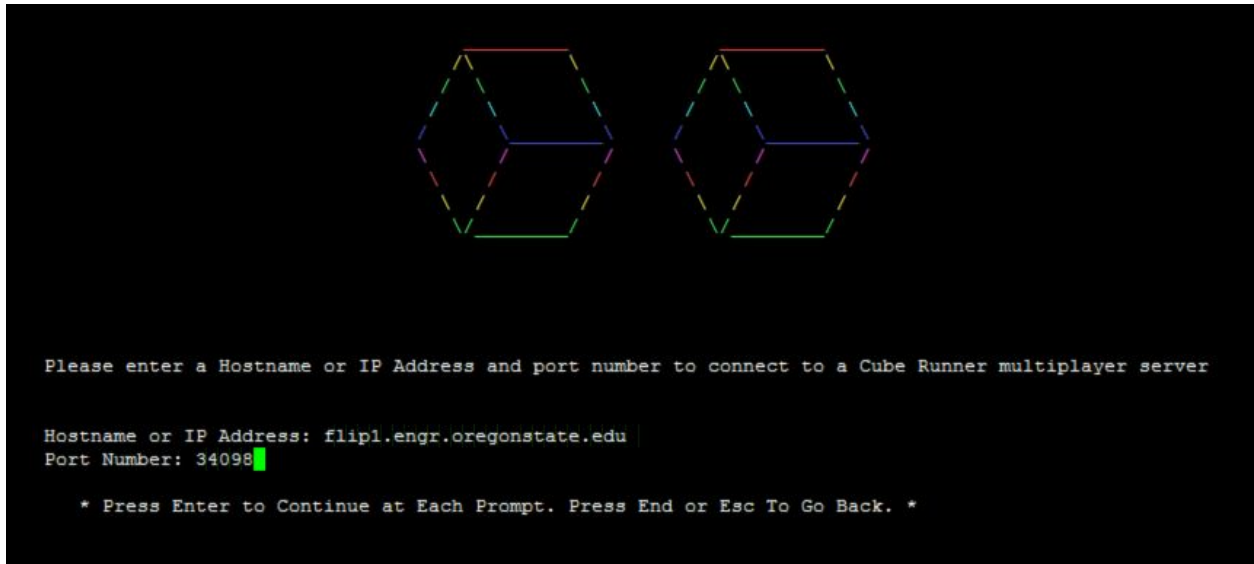 Please enter a Hostname or IP Address and port number to connect to a Cube Runner multiplayer server
Hostname or IP Address: flip1.engr.oregonstate.edu
Port Number: 34098
* Press Enter to Continue at Each Prompt. Press End or Esc To Go Back. *